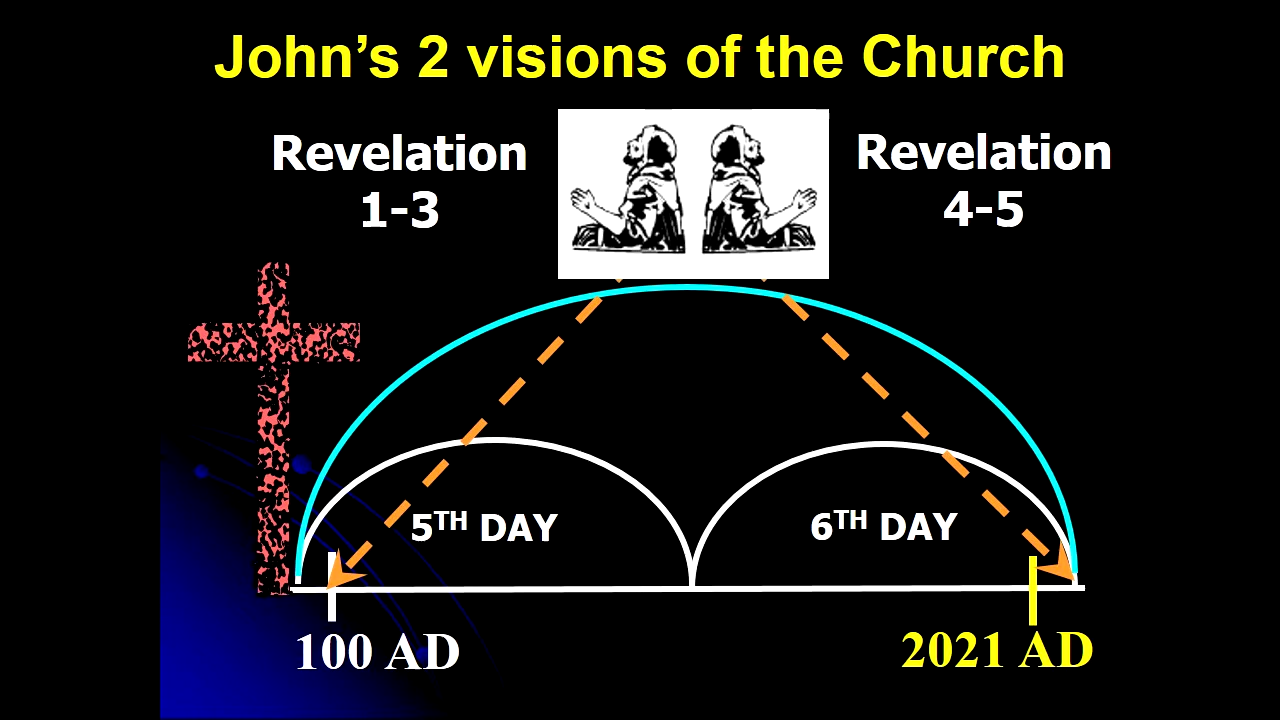 John’s 2 visions of the Church
Revelation
1-3
Revelation
4-5
5TH DAY
6TH DAY
100 AD
2021 AD